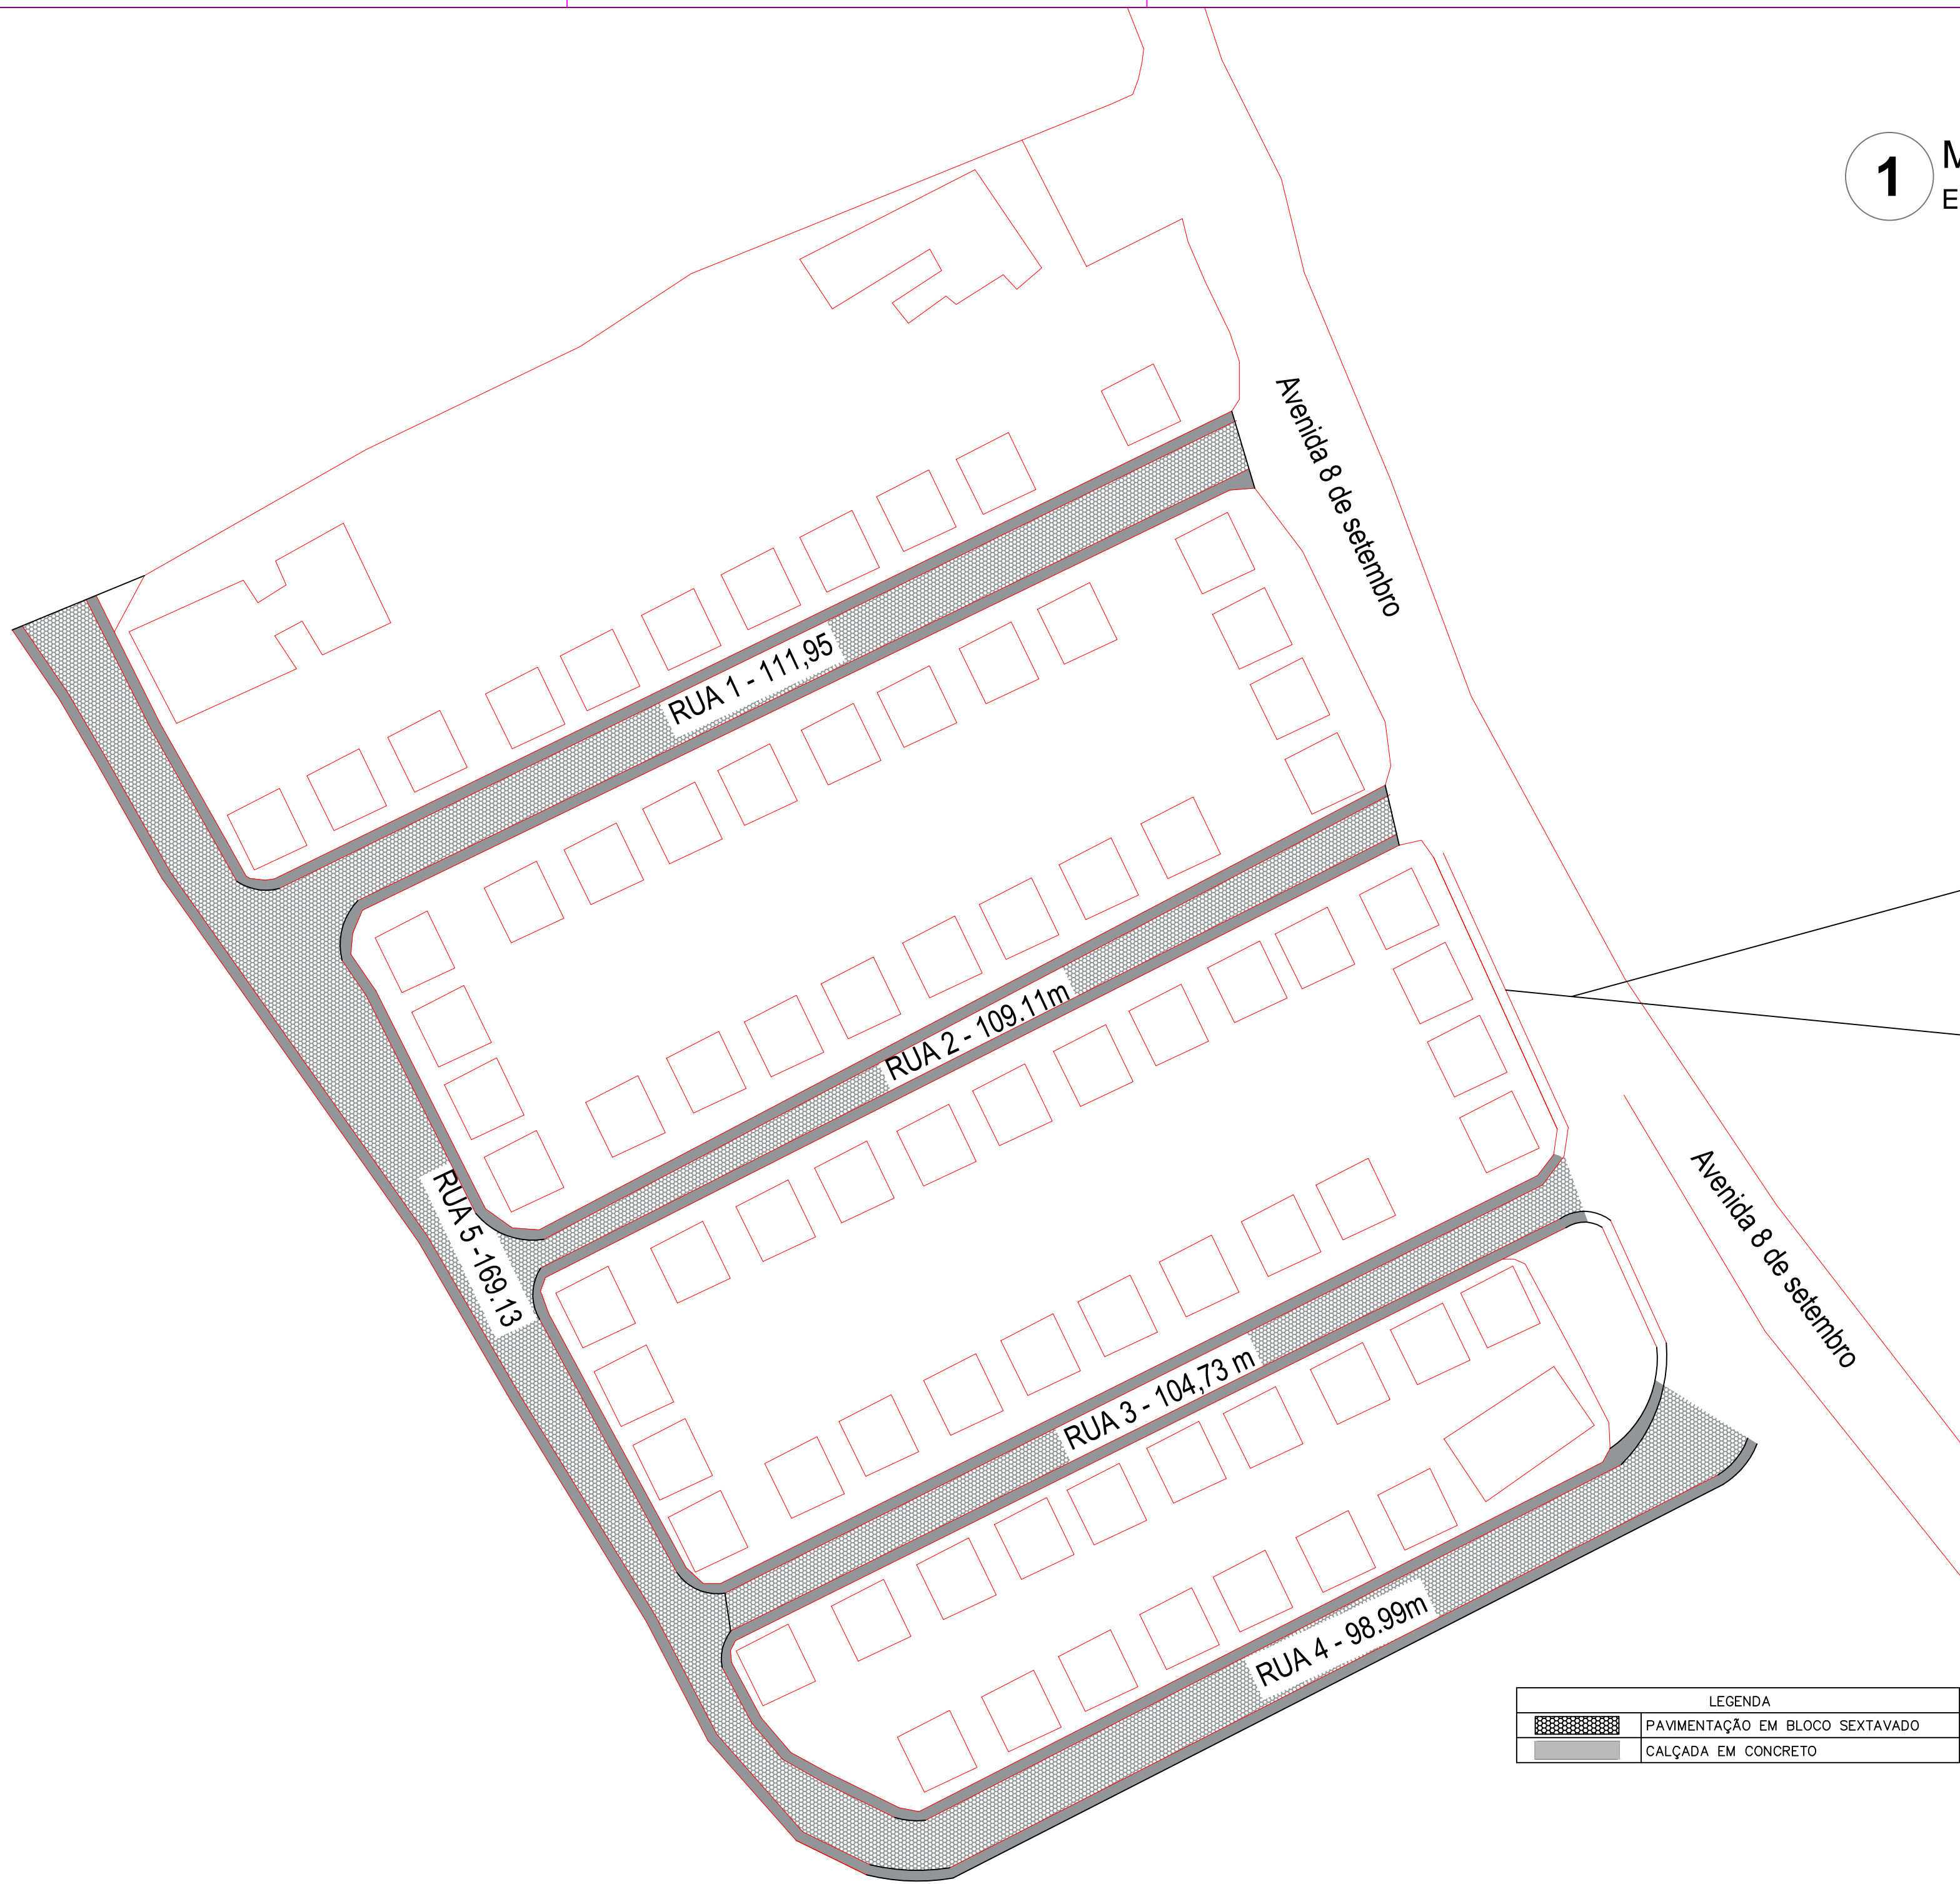 1
M
E
Avenida 8 de setembro
RUA 1 - 111,95
RUA 2 - 109.11m
RUA 5 -169.13
Avenida 8 de setembro
RUA 3 - 104,73 m
RUA 4 - 98.99m
LEGENDA
PAVIMENTAÇÃO EM BLOCO SEXTAVADO
CALÇADA EM CONCRETO